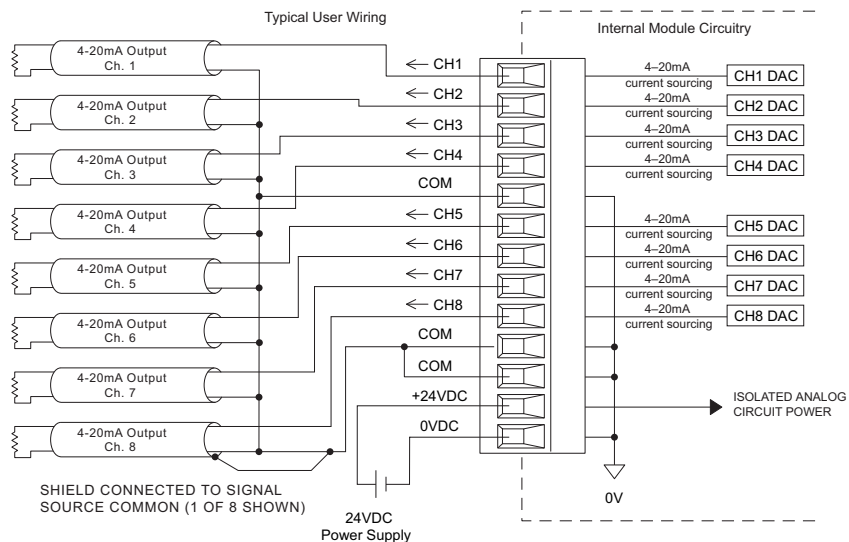 Typical User Wiring
Internal Module Circuitry
4-20mA Output
Ch. 1
4-20mA Output
Ch. 2
4-20mA Output
Ch. 3
4-20mA Output
Ch. 4
4-20mA Output
Ch. 5
4-20mA Output
Ch. 6
4-20mA Output
Ch. 7
4-20mA Output
Ch. 8
CH1
CH2
CH3
CH4
COM
CH5
CH6
CH7
CH8
COM
COM
+24VDC
0VDC
4–20mA
current sourcing
CH1 DAC
4–20mA
current sourcing
CH2 DAC
4–20mA
current sourcing
CH3 DAC
4–20mA
current sourcing
CH4 DAC
4–20mA
current sourcing
CH5 DAC
4–20mA
current sourcing
CH6 DAC
4–20mA
current sourcing
CH7 DAC
4–20mA
current sourcing
CH8 DAC
ISOLATED ANALOG
CIRCUIT POWER
0V
SHIELD CONNECTED TO SIGNAL
SOURCE COMMON (1 OF 8 SHOWN)
24VDC
Power Supply